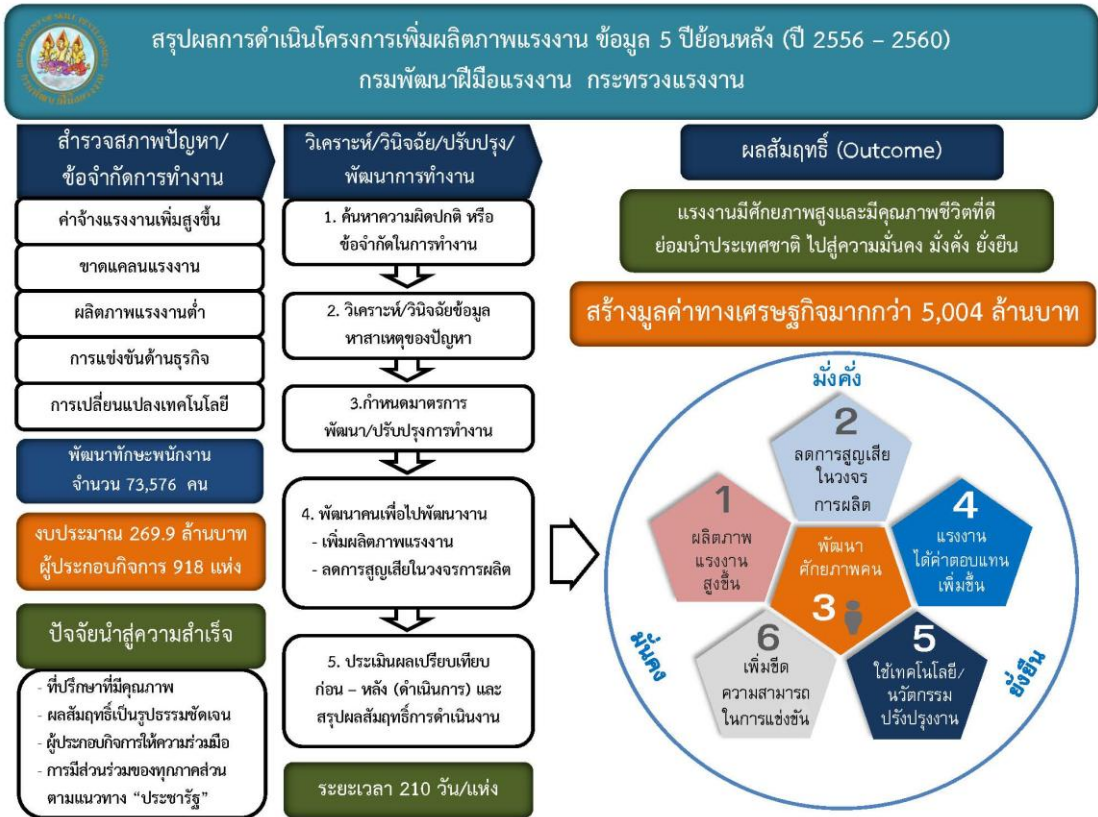 สรุปผลการดำเนินโครงการเพิ่มผลิตภาพแรงงาน ข้อมูล 5 ปีย้อนหลัง (ปี 2556 – 2560)
กรมพัฒนาฝีมือแรงงาน กระทรวงแรงงาน
DEPARTMENT OF SKILL DEVELOPMENT
กรมพัฒนาฝีมือแรงงาน
สำรวจสภาพปัญหา/
ข้อจำกัดการทำงาน
ค่าจ้างแรงงานเพิ่มสูงขึ้น
ขาดแคลนแรงงาน
ผลิตภาพแรงงานต่ำ
การแข่งขันด้านธุรกิจ
การเปลี่ยนแปลงเทคโนโลยี
พัฒนาทักษะพนักงาน
จำนวน 73,576 คน
งบประมาณ 269.9 ล้านบาท
ผู้ประกอบกิจการ 918 แห่ง
ปัจจัยนำสู่ความสำเร็จ
- ที่ปรึกษาที่มีคุณภาพ
- ผลสัมฤทธิ์เป็นรูปธรรมชัดเจน
- ผู้ประกอบกิจการให้ความร่วมมือ
- การมีส่วนร่วมของทุกภาคส่วน
ตามแนวทาง “ประชารัฐ”
วิเคราะห์/วินิจฉัย/ปรับปรุง/
พัฒนาการทำงาน
1. ค้นหาความผิดปกติ หรือ
ข้อจำกัดในการทำงาน
2. วิเคราะห์/วินิจฉัยข้อมูล
หาสาเหตุของปัญหา
3.กำหนดมาตรการ
พัฒนา/ปรับปรุงการทำงาน
4. พัฒนาคนเพื่อไปพัฒนางาน
- เพิ่มผลิตภาพแรงงาน
- ลดการสูญเสียในวงจรการผลิต
5. ประเมินผลเปรียบเทียบ
ก่อน – หลัง (ดำเนินการ) และ
สรุปผลสัมฤทธิ์การดำเนินงาน
ระยะเวลา 210 วัน/แห่ง
ผลสัมฤทธิ์ (Outcome)
แรงงานมีศักยภาพสูงและมีคุณภาพชีวิตที่ดี
ย่อมนำประเทศชาติ ไปสู่ความมั่นคง มั่งคั่ง ยั่งยืน
สร้างมูลค่าทางเศรษฐกิจมากกว่า 5,004 ล้านบาท
มั่งคั่ง
2
ลดการสูญเสีย
ในวงจร
การผลิต
1
ผลิตภาพ
แรงงาน
สูงขึ้น
พัฒนา
ศักยภาพคน
3
4
แรงงาน
ได้ค่าตอบแทน
เพิ่มขึ้น
6
เพิ่มขีด
ความสามารถ
ในการแข่งขัน
5
ใช้เทคโนโลยี/
นวัตกรรม
ปรังปรุงงาน
มั่นคง
ยั่งยืน